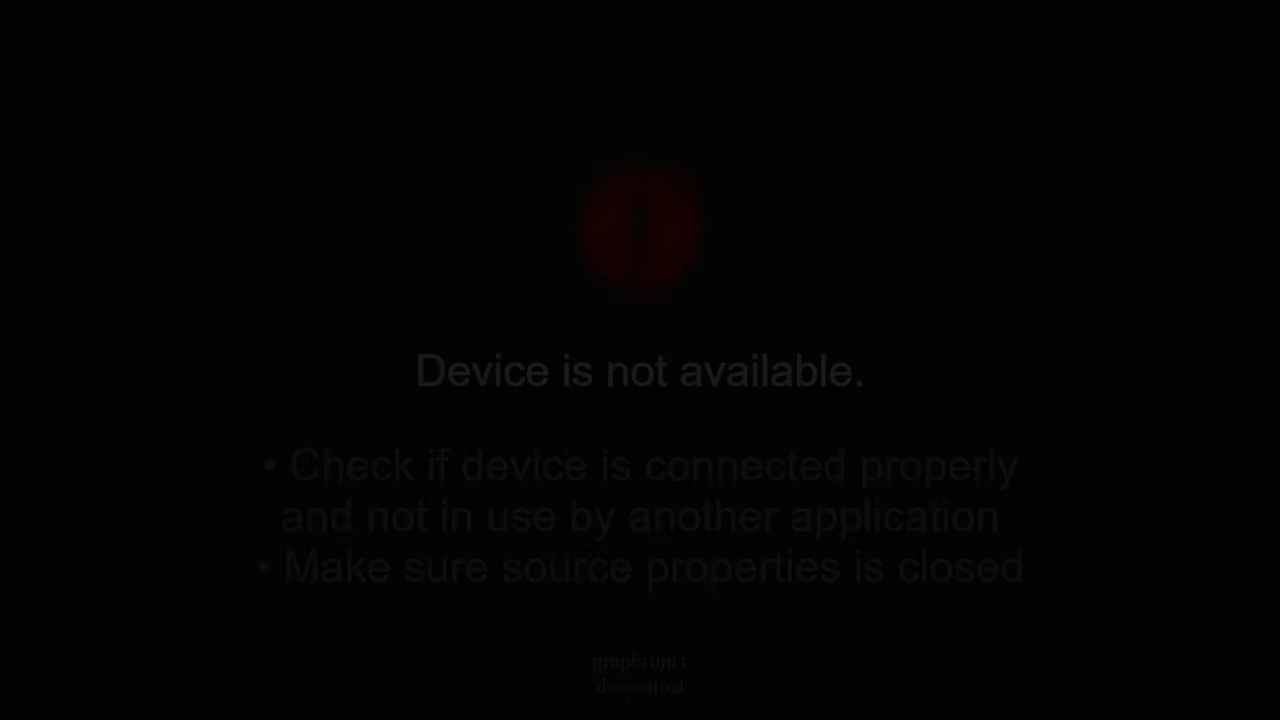 Device is not available.
• Check if device is connected properly
and not in use by another application
• Make sure source properties is closed